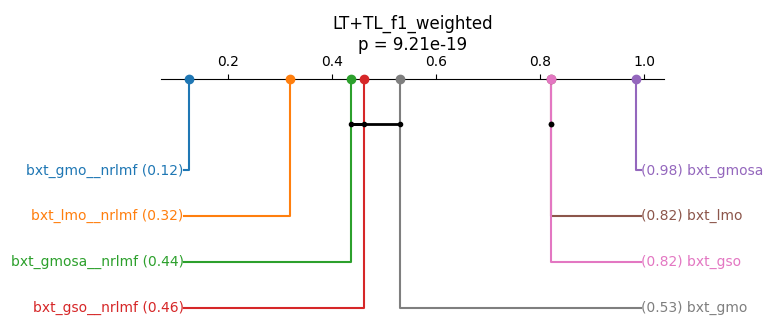 LT+TL_f1_weighted
p = 9.21e-19
0.2 0.4 0.6 0.8 1.0
bxt_gmo__nrlmf (0.12) (0.98) bxt_gmosa
bxt_lmo__nrlmf (0.32) (0.82) bxt_lmo
bxt_gmosa__nrlmf (0.44) (0.82) bxt_gso
bxt_gso__nrlmf (0.46) (0.53) bxt_gmo